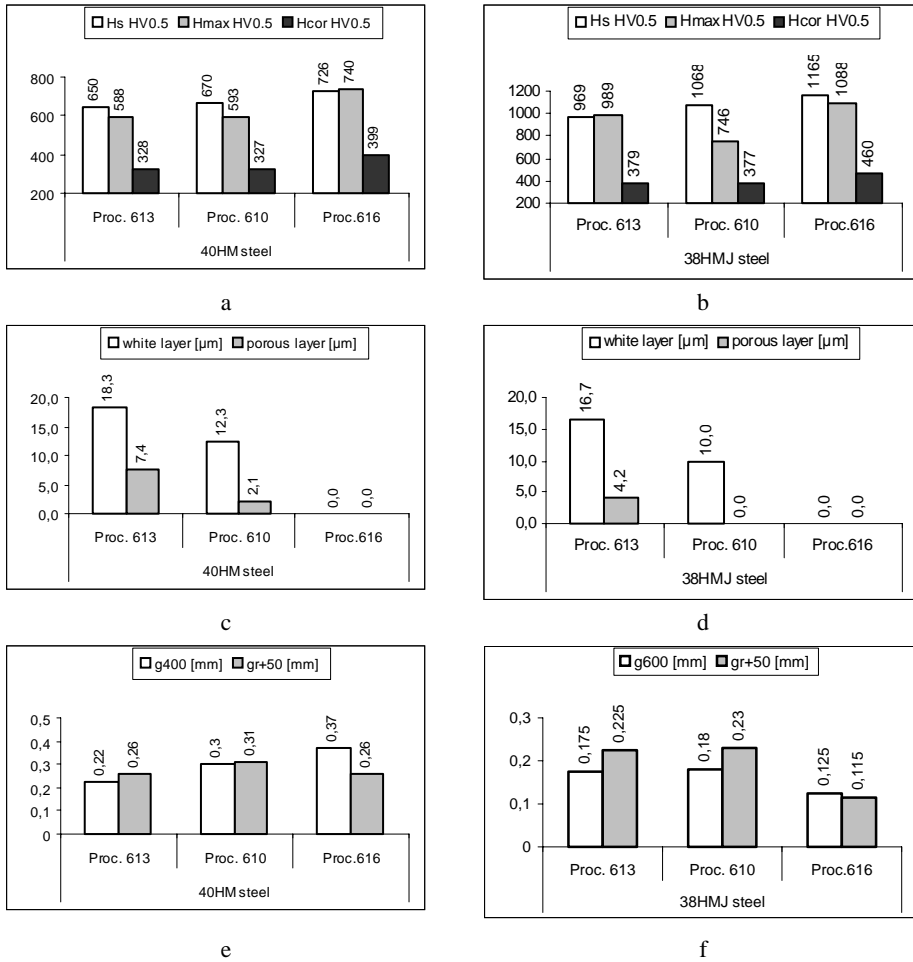 Hs HV0.5 Hmax HV0.5 Hcor HV0.5
650 588 328 670 593 327 726 740 399
800
600
400
200
Proc. 613 Proc. 610 Proc.616
40HM steel
a
Hs HV0.5 Hmax HV0.5 Hcor HV0.5
969 989 379 1068 746 377 1165 1088 460
1200
1000
800
600
400
200
Proc. 613 Proc. 610 Proc.616
38HMJ steel
b
white layer [µm] porous layer [µm]
18,3 7,4 12,3 2,1 0,0 0,0
20,0
15,0
10,0
5,0
0,0
Proc. 613 Proc. 610 Proc.616
40HM steel
c
white layer [µm] porous layer [µm]
16,7 4,2 10,0 0,0 0,0 0,0
20,0
15,0
10,0
5,0
0,0
Proc. 613 Proc. 610 Proc.616
38HMJ steel
d
g400 [mm] gr+50 [mm]
0,22 0,26 0,3 0,31 0,37 0,26
0,5
0,4
0,3
0,2
0,1
0
Proc. 613 Proc. 610 Proc.616
40HM steel
e
g600 [mm] gr+50 [mm]
0,175 0,225 0,18 0,23 0,125 0,115
0,3
0,2
0,1
0
Proc. 613 Proc. 610 Proc.616
38HMJ steel
f